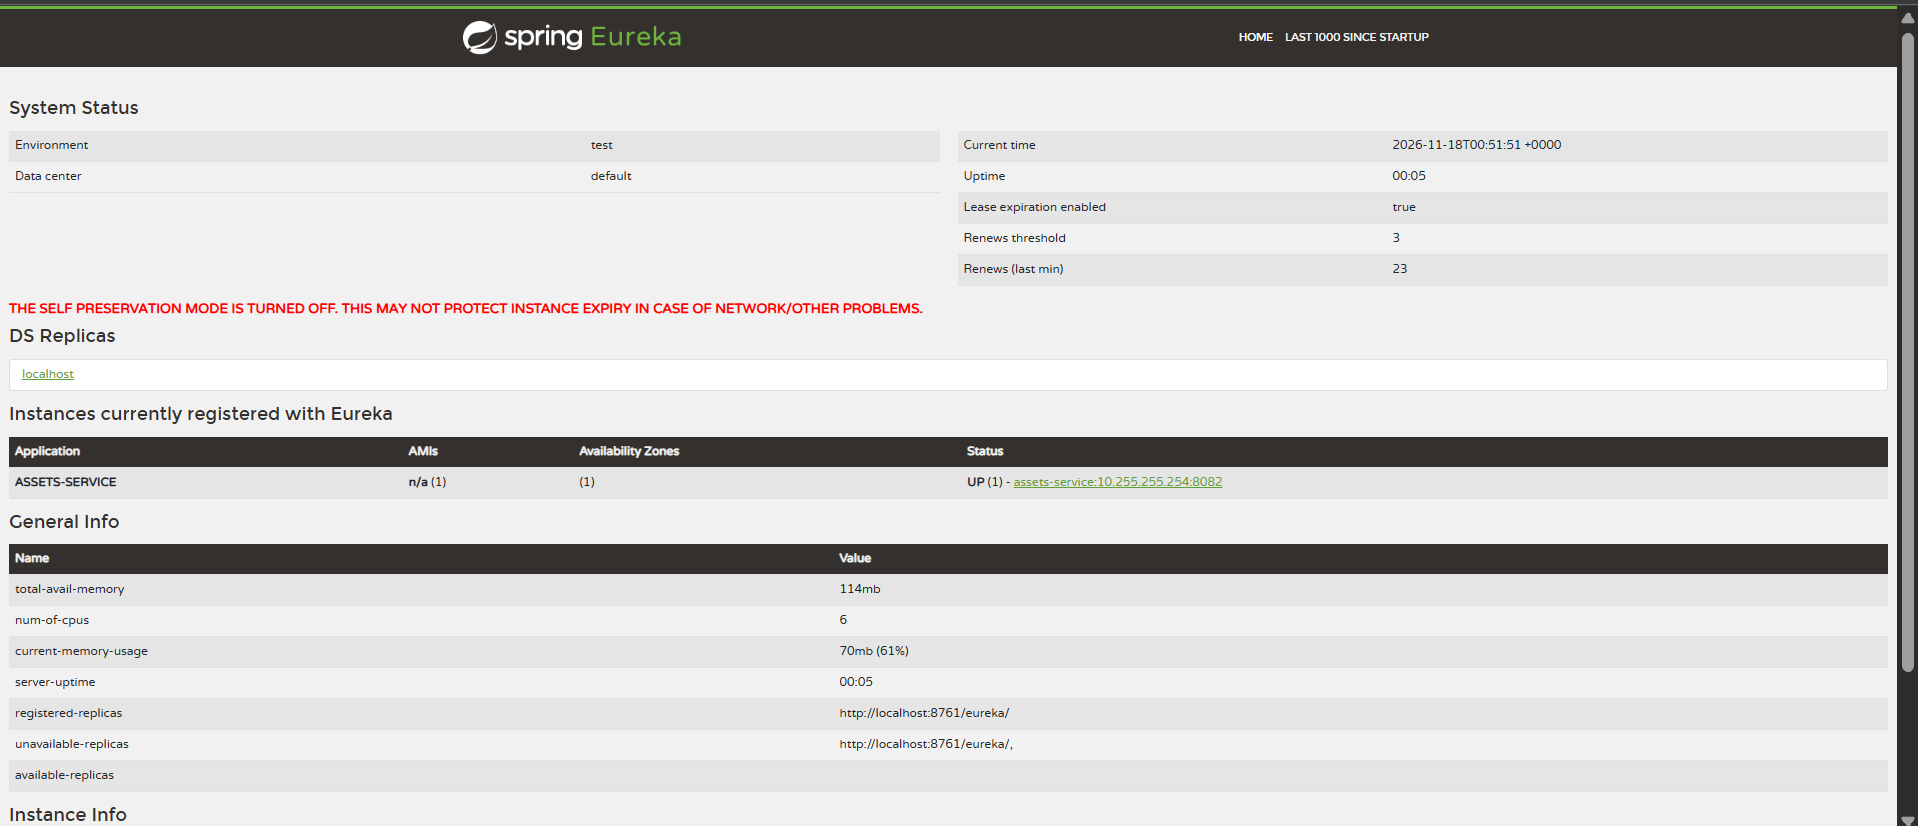 spring Eureka
HOME LAST 1000 SINCE STARTUP
System Status
Environment test
Data center default
Current time 2026-11-18T00:51:51 +0000
Uptime 00:05
Lease expiration enabled true
Renews threshold 3
Renews (last min) 23
THE SELF PRESERVATION MODE IS TURNED OFF. THIS MAY NOT PROTECT INSTANCE EXPIRY IN CASE OF NETWORK/OTHER PROBLEMS.
DS Replicas
localhost
Instances currently registered with Eureka
Application AMIs Availability Zones Status
ASSETS-SERVICE n/a (1) (1) UP (1) - assets-service:10.255.255.254:8082
General Info
Name Value
total-avail-memory 114mb
num-of-cpus 6
current-memory-usage 70mb (61%)
server-uptime 00:05
registered-replicas http://localhost:8761/eureka/
unavailable-replicas http://localhost:8761/eureka/,
available-replicas
Instance Info